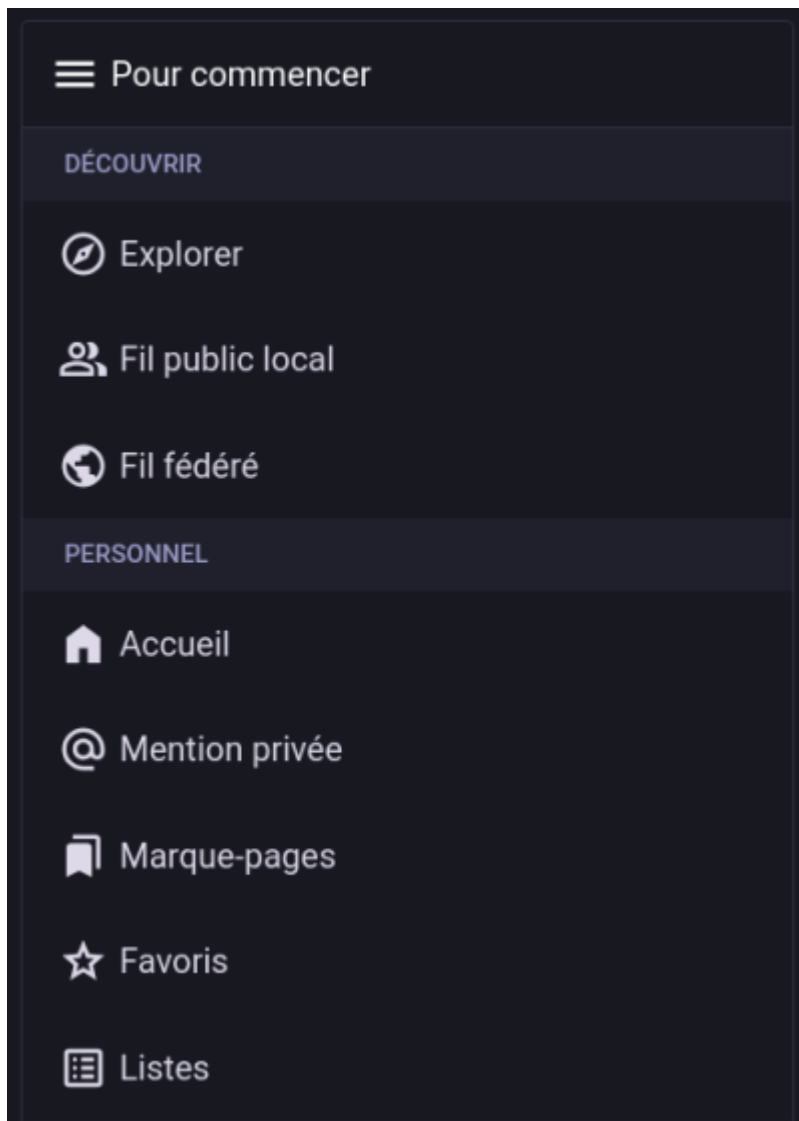 Pour commencer
DÉCOUVRIR
Explorer
Fil public local
Fil fédéré
PERSONNEL
Accueil
Mention privée
Marque-pages
Favoris
Listes